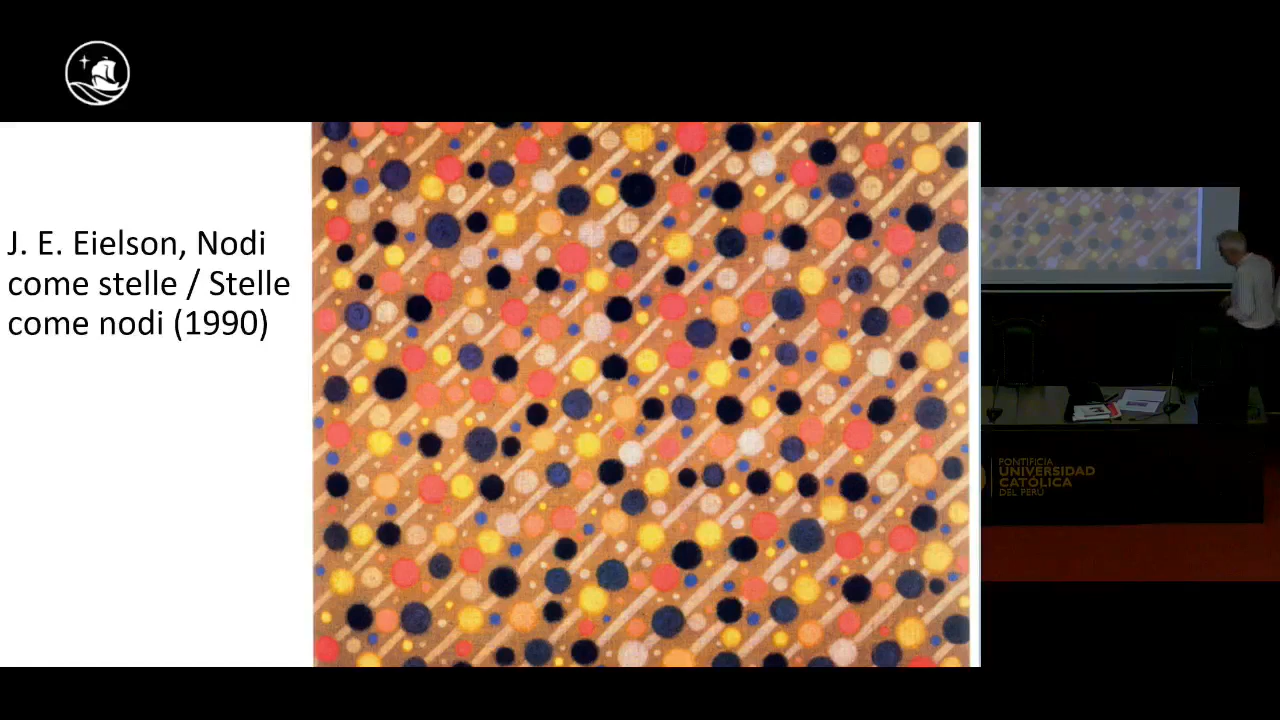 J. E. Eielson, Nodi
come stelle / Stelle
come nodi (1990)
PONTIFICIA
UNIVERSIDAD
CATÓLICA
DEL PERÚ